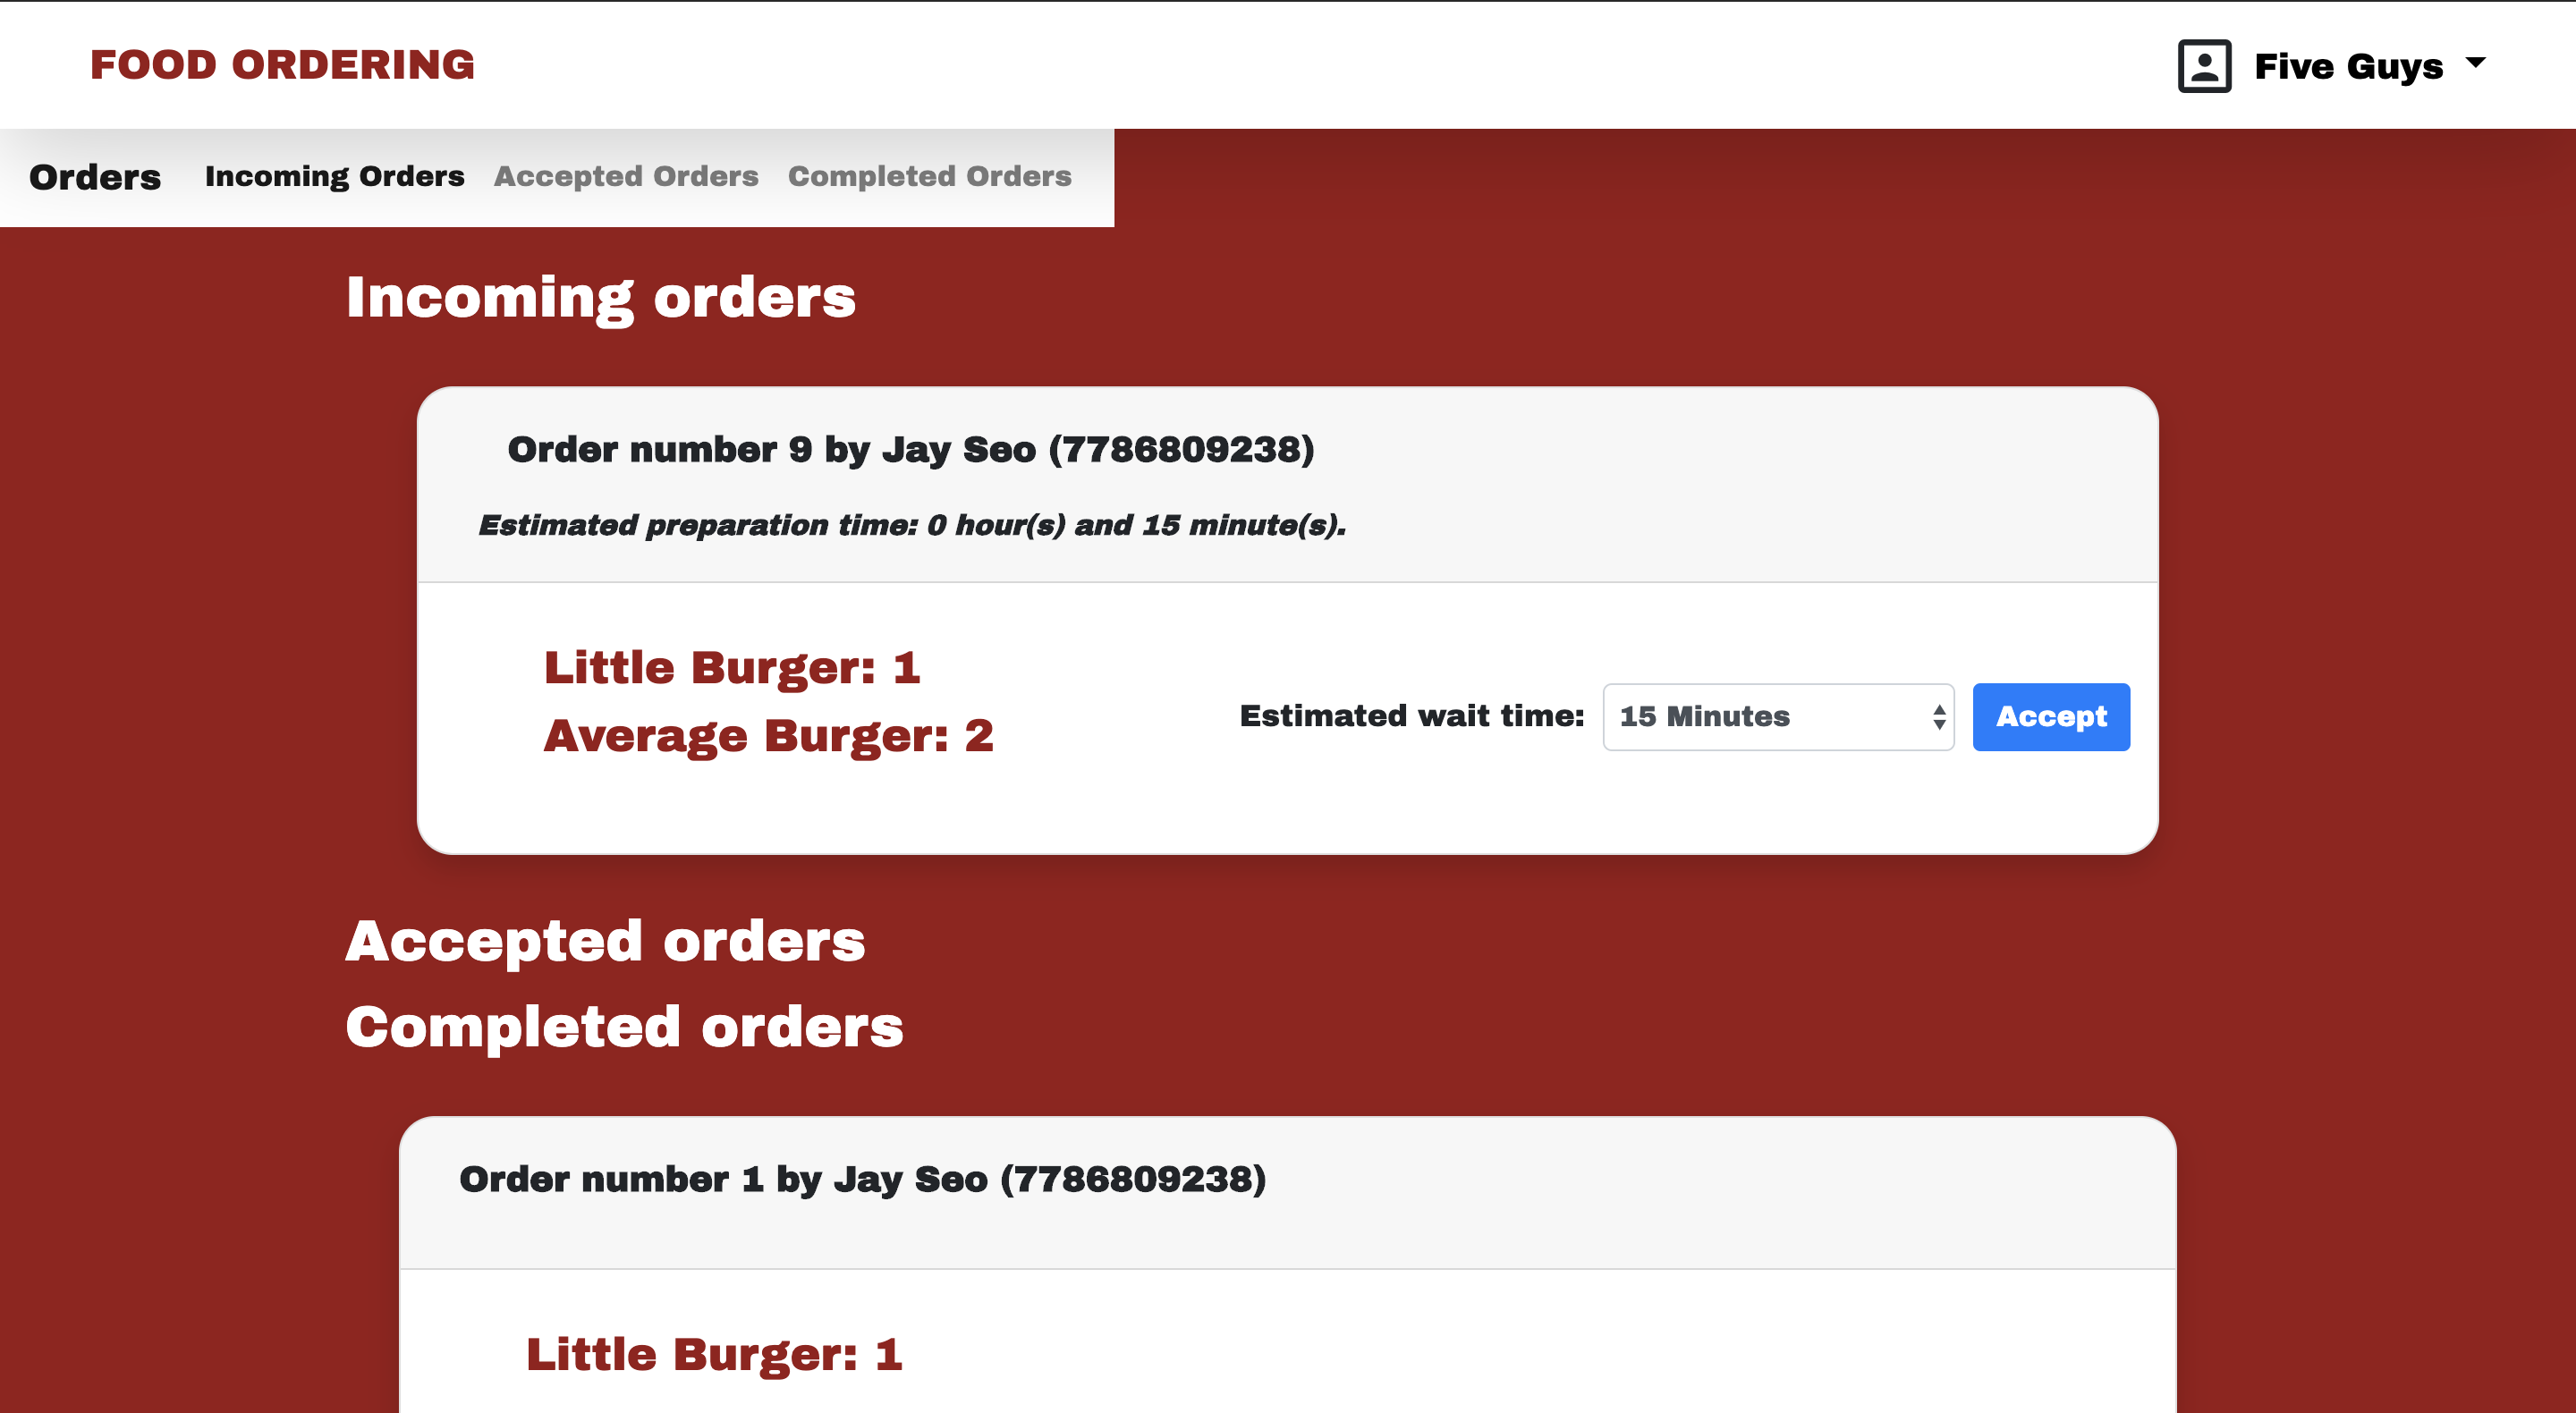 FOOD ORDERING
Five Guys
Orders Incoming Orders Accepted Orders Completed Orders
Incoming orders
Order number 9 by Jay Seo (7786809238)
Estimated preparation time: 0 hour(s) and 15 minute(s).
Little Burger: 1
Average Burger: 2
Estimated wait time: 15 Minutes Accept
Accepted orders
Completed orders
Order number 1 by Jay Seo (7786809238)
Little Burger: 1